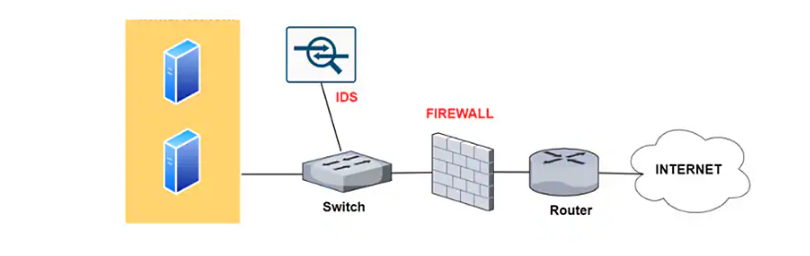 IDS
FIREWALL
Switch
Router
INTERNET